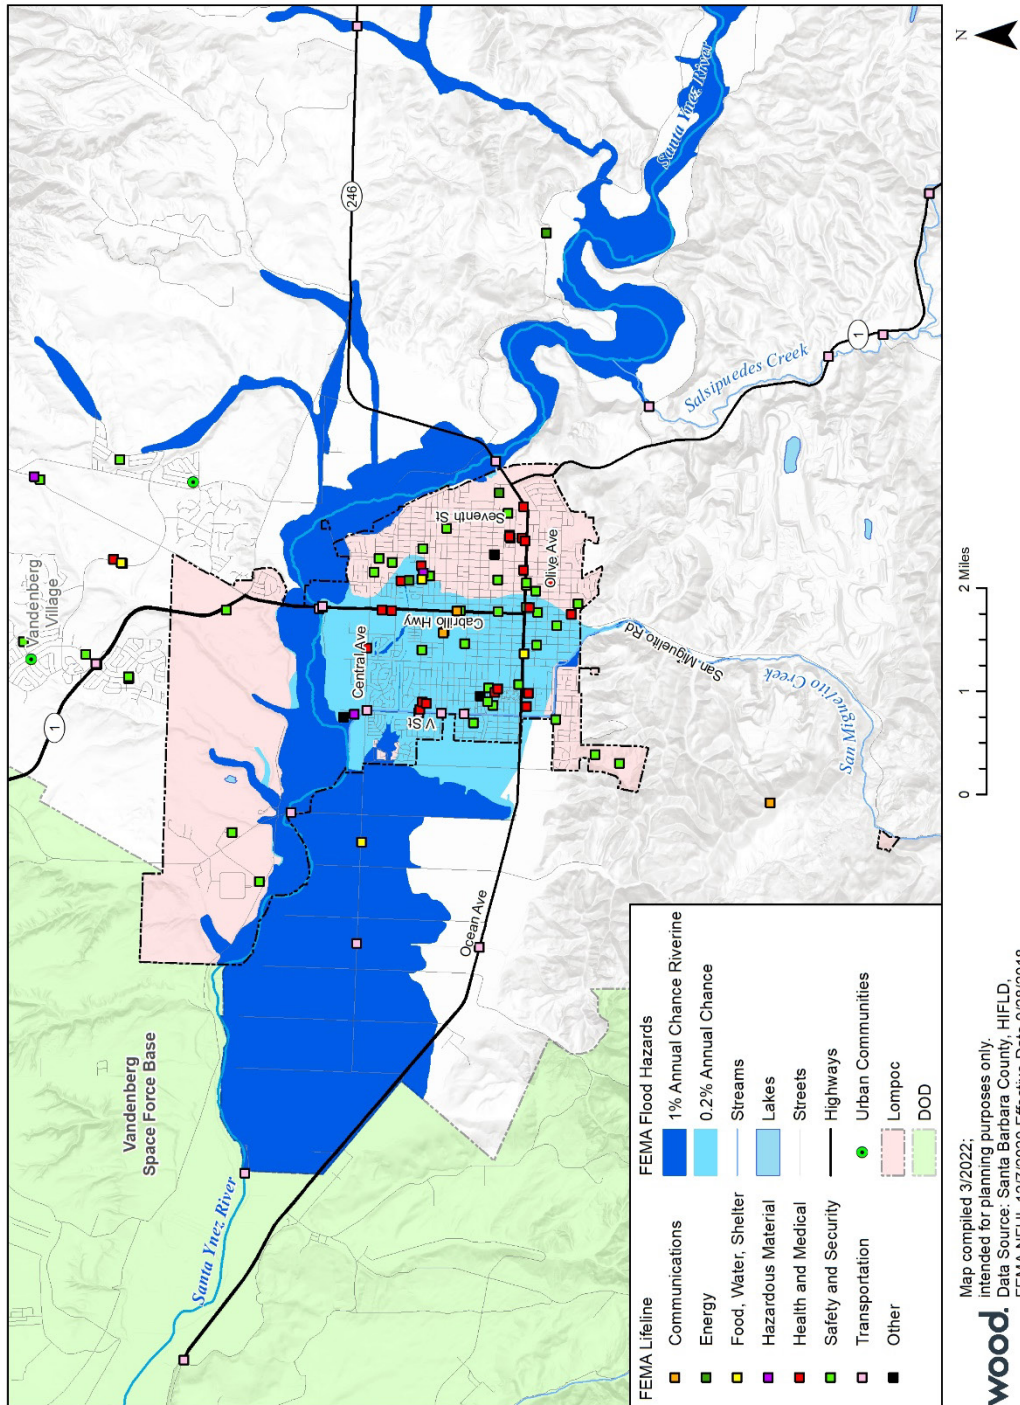 Vandenberg
Space Force Base
Santa Ynez River
1
Vandenberg
Village
246
Santa Ynez River
Central Ave
V St
Cabrillo Hwy
Seventh St
Olive Ave
Ocean Ave
San Miguelito Rd
San Miguelito Creek
Salsipuedes Creek
1
FEMA Lifeline
Communications
Energy
Food, Water, Shelter
Hazardous Material
Health and Medical
Safety and Security
Transportation
Other
FEMA Flood Hazards
1% Annual Chance Riverine
0.2% Annual Chance
Streams
Lakes
Streets
Highways
Urban Communities
Lompoc
DOD
0 1 2 Miles
N
wood.
Map compiled 3/2022;
intended for planning purposes only.
Data Source: Santa Barbara County, HIFLD,